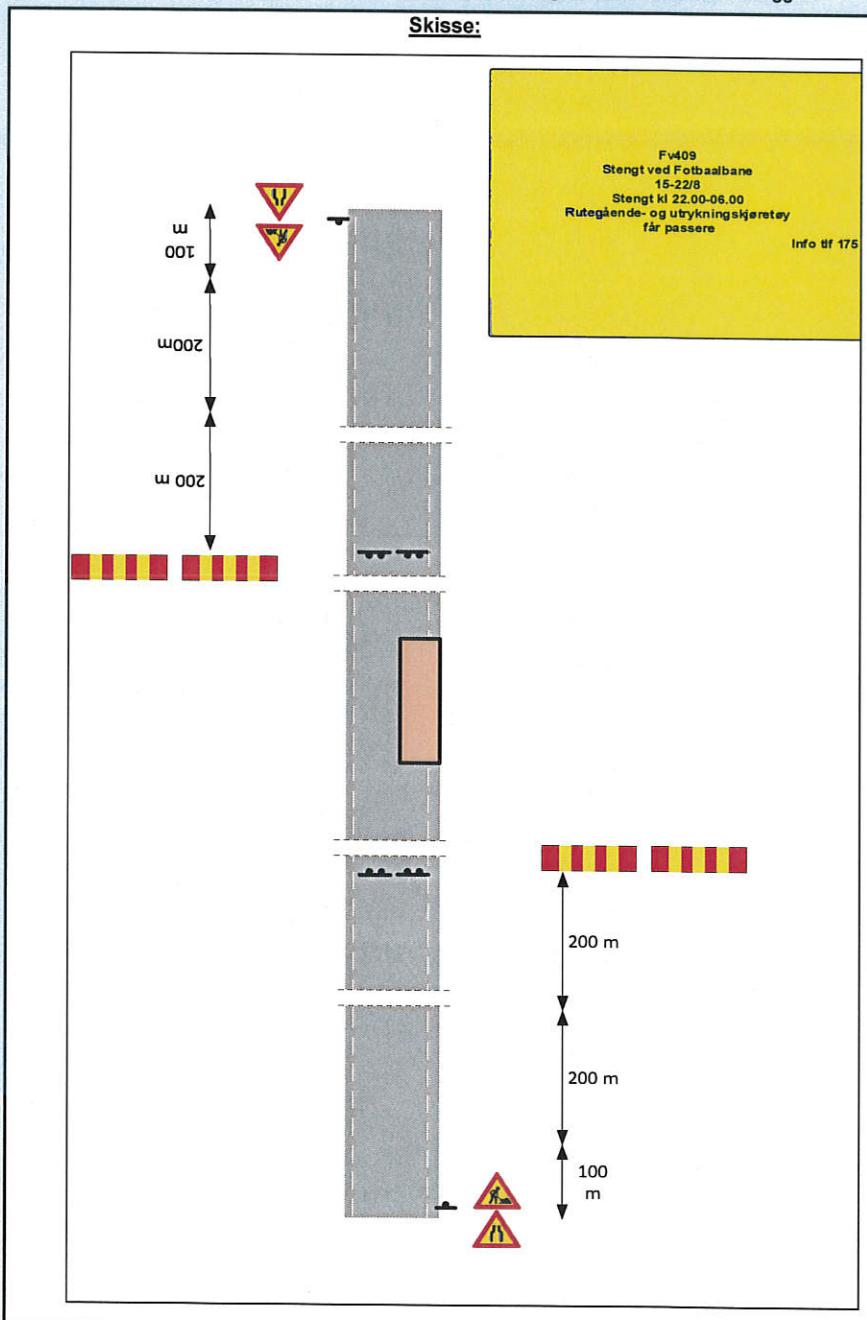 Skisse:
Fv409
Stengt ved Fotbaalbane
15-22/8
Stengt kl 22.00-06.00
Rutegående- og utrykningskjøretøy
får passere
Info tlf 175
100
m
200m
200 m
200 m
200 m
100
m